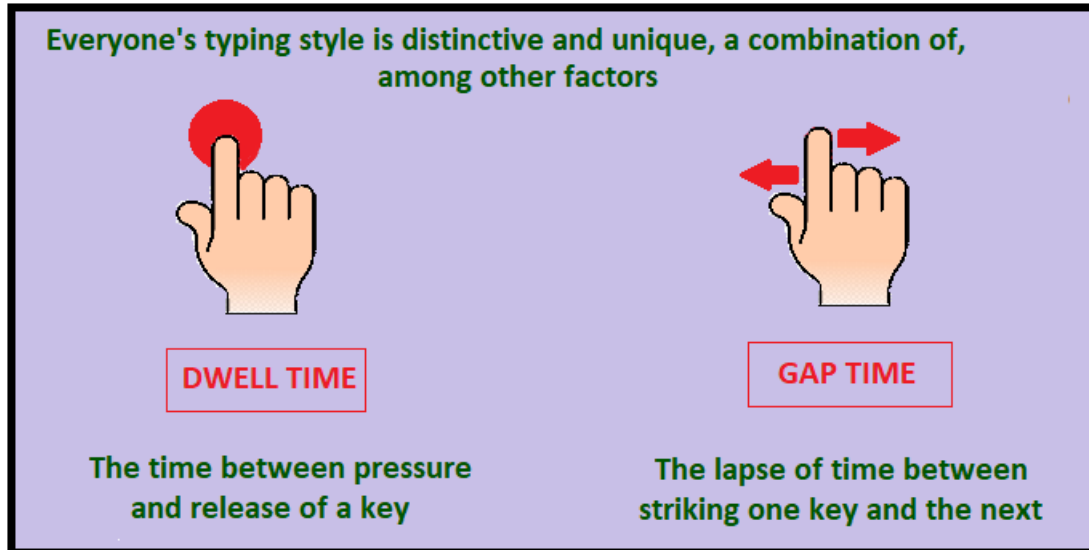 Everyone's typing style is distinctive and unique, a combination of,
among other factors
DWELL TIME
The time between pressure
and release of a key
GAP TIME
The lapse of time between
striking one key and the next